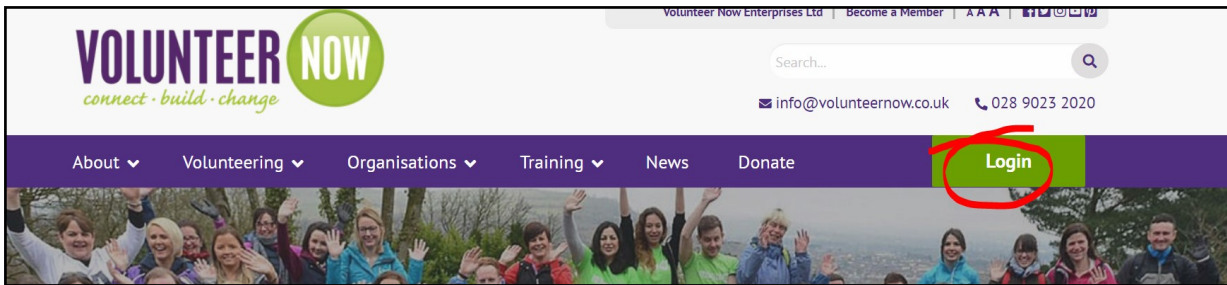 Volunteer Now Enterprises Ltd | Become a Member | A A A |
VOLUNTEER NOW
connect · build · change
Search...
info@volunteernow.co.uk 028 9023 2020
About Volunteering Organisations Training News Donate Login